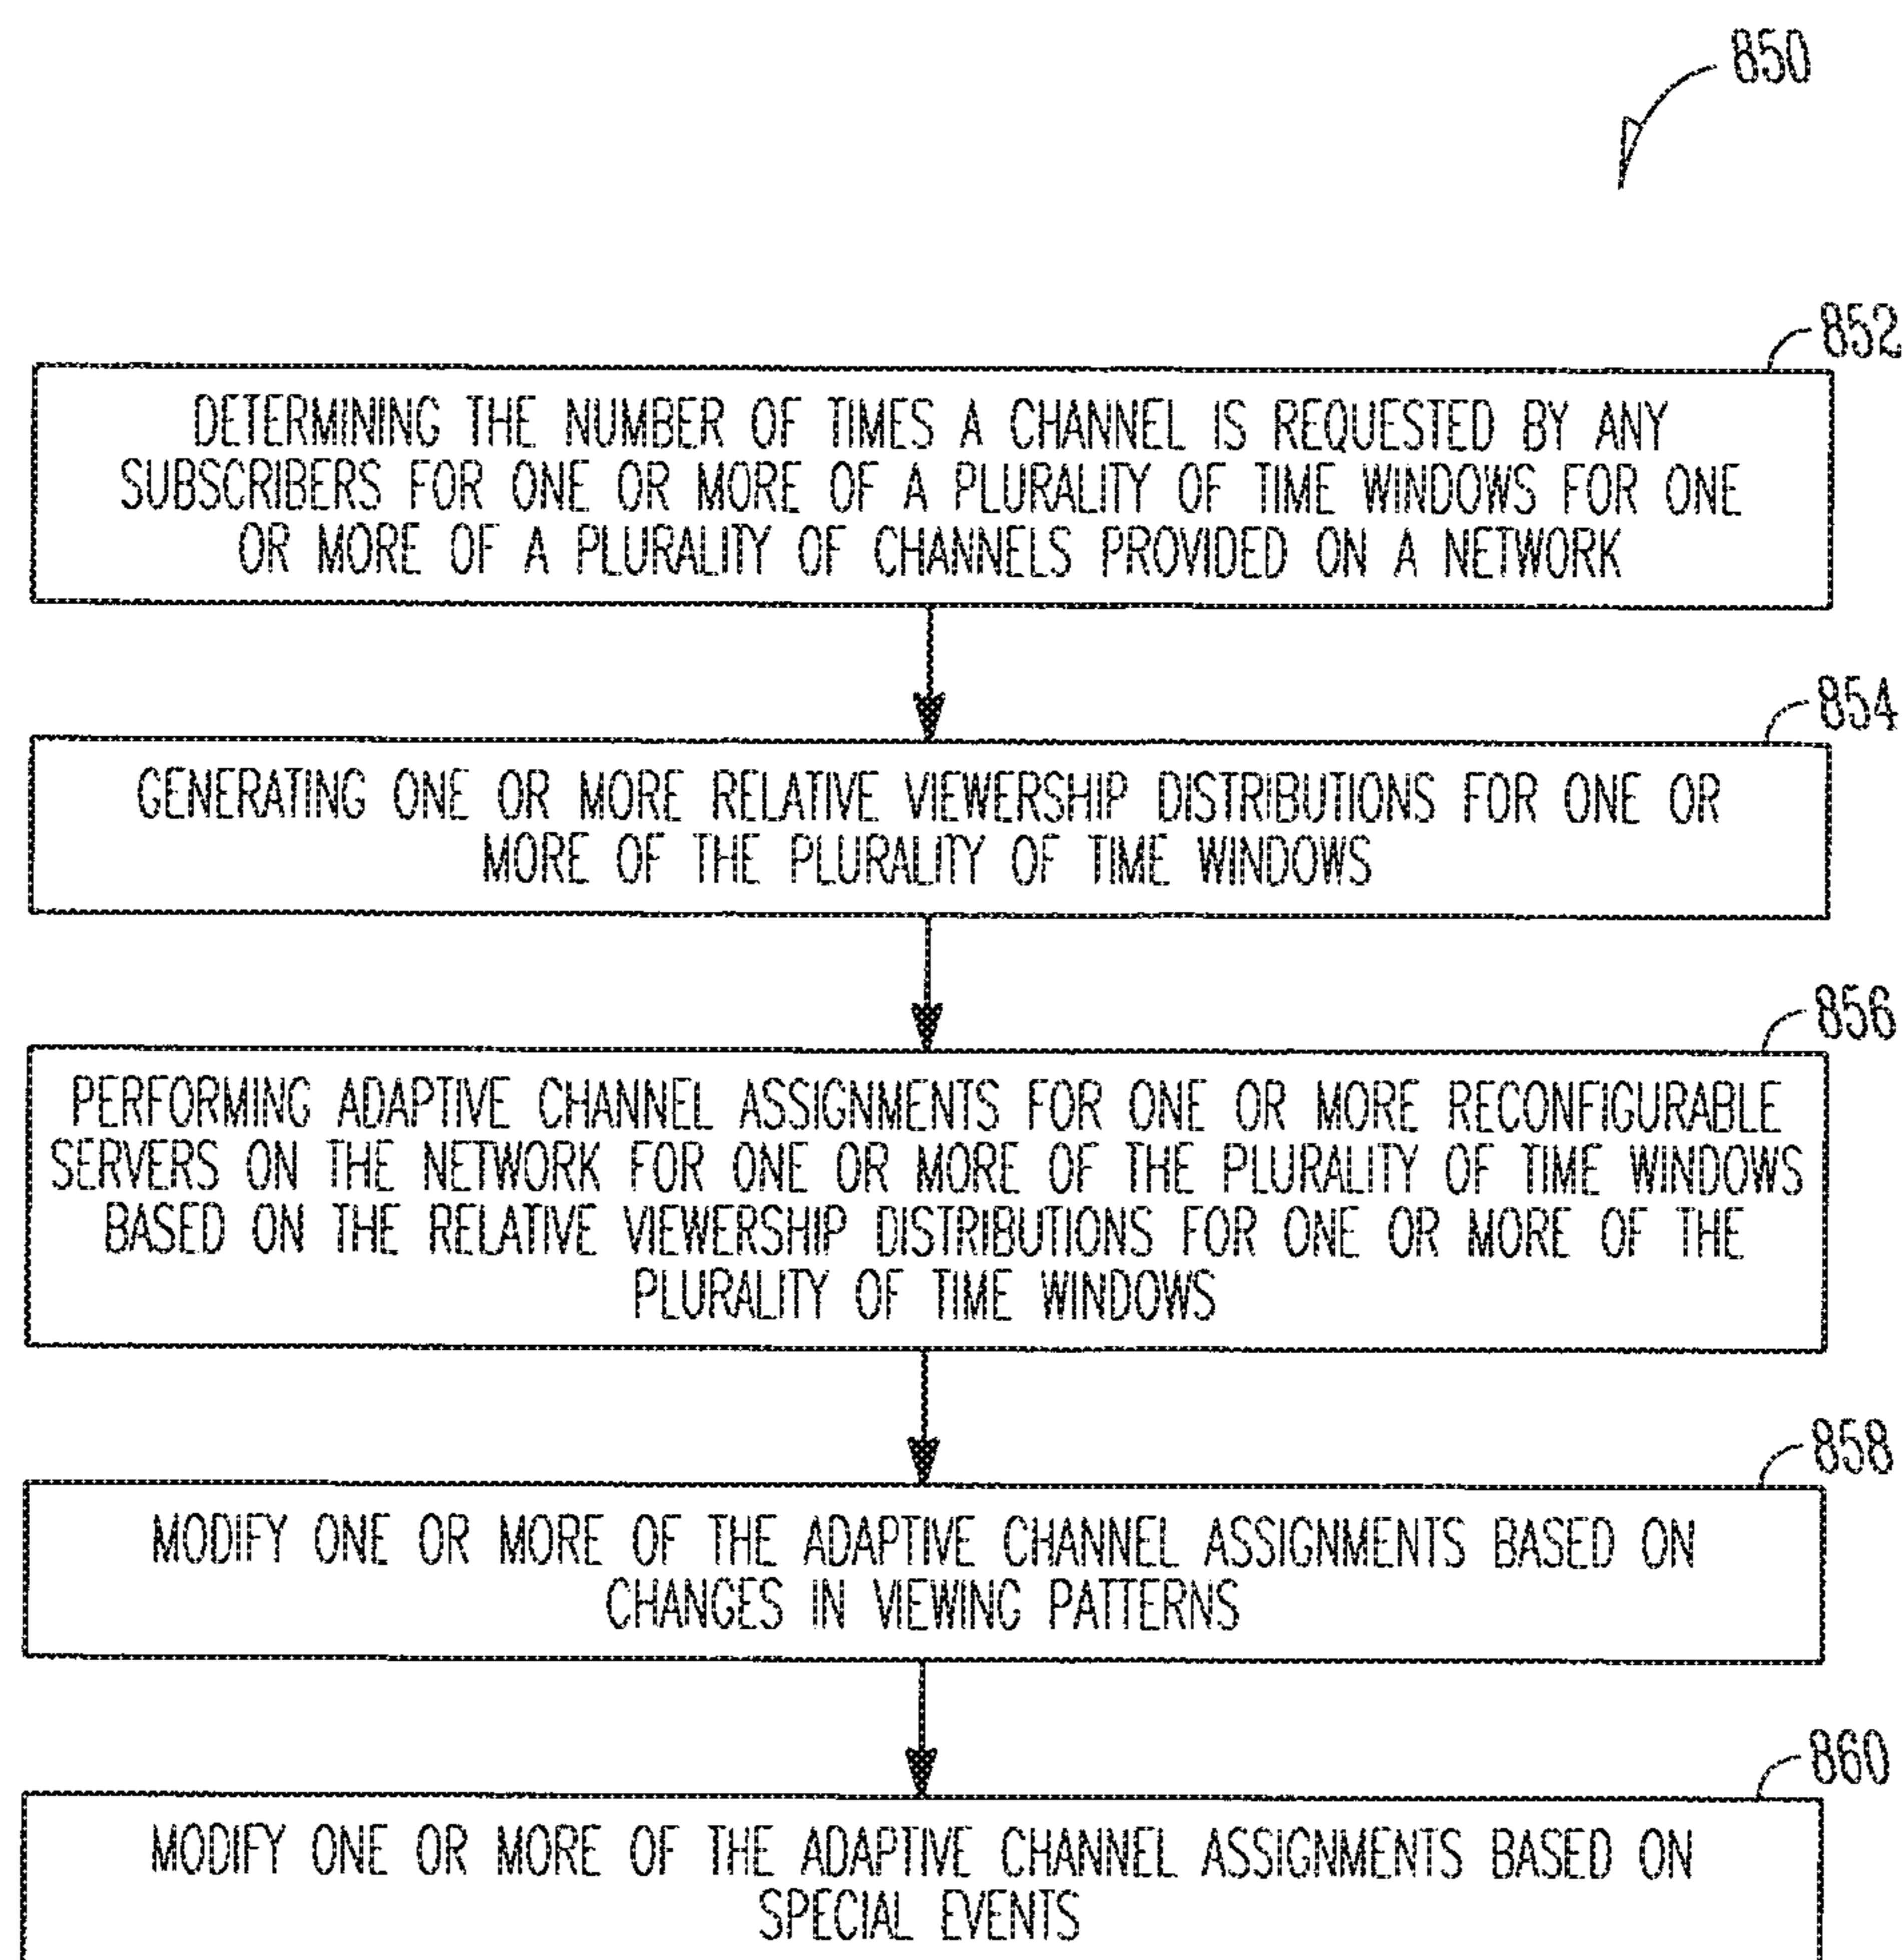 850
852
DETERMINING THE NUMBER OF TIMES A CHANNEL IS REQUESTED BY ANY
SUBSCRIBERS FOR ONE OR MORE OF A PLURALITY OF TIME WINDOWS FOR ONE
OR MORE OF A PLURALITY OF CHANNELS PROVIDED ON A NETWORK
854
GENERATING ONE OR MORE RELATIVE VIEWERSHIP DISTRIBUTIONS FOR ONE OR
MORE OF THE PLURALITY OF TIME WINDOWS
856
PERFORMING ADAPTIVE CHANNEL ASSIGNMENTS FOR ONE OR MORE RECONFIGURABLE
SERVERS ON THE NETWORK FOR ONE OR MORE OF THE PLURALITY OF TIME WINDOWS
BASED ON THE RELATIVE VIEWERSHIP DISTRIBUTIONS FOR ONE OR MORE OF THE
PLURALITY OF TIME WINDOWS
858
MODIFY ONE OR MORE OF THE ADAPTIVE CHANNEL ASSIGNMENTS BASED ON
CHANGES IN VIEWING PATTERNS
860
MODIFY ONE OR MORE OF THE ADAPTIVE CHANNEL ASSIGNMENTS BASED ON
SPECIAL EVENTS